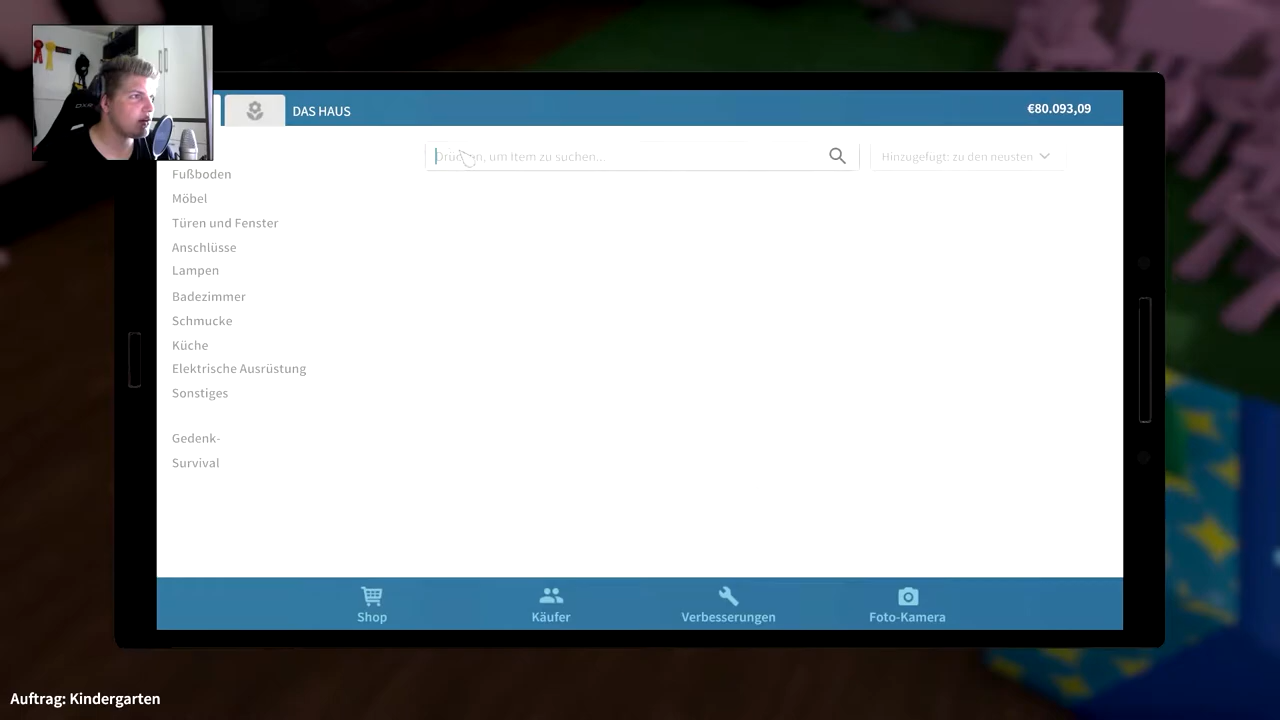 DAS HAUS
€80.093,09
Drücken, um Item zu suchen...
Hinzugefügt: zu den neusten
Fußboden
Möbel
Türen und Fenster
Anschlüsse
Lampen
Badezimmer
Schmucke
Küche
Elektrische Ausrüstung
Sonstiges
Gedenk-
Survival
Shop
Käufer
Verbesserungen
Foto-Kamera
Auftrag: Kindergarten